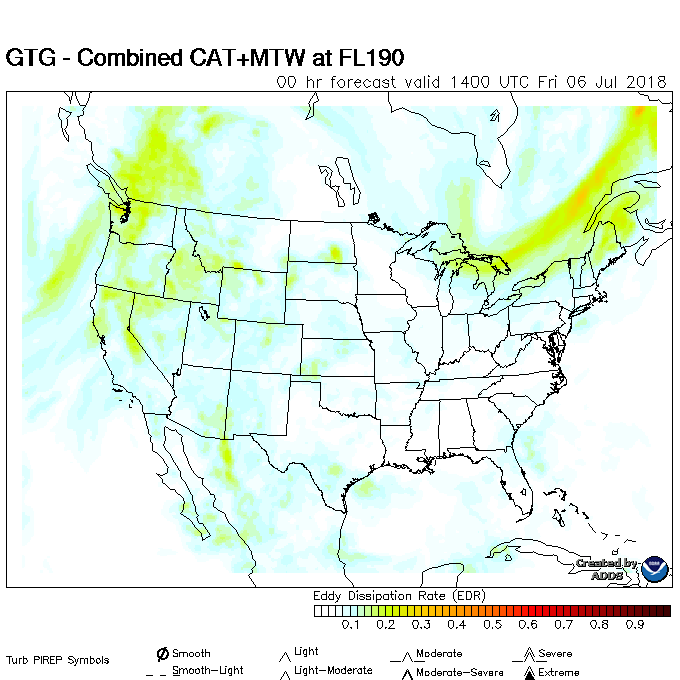 GTG - Combined CAT+MTW at FL190
00 hr forecast valid 1400 UTC Fri 06 Jul 2018
Created by
ADDS
Eddy Dissipation Rate (EDR)
0.1 0.2 0.3 0.4 0.5 0.6 0.7 0.8 0.9
Turb PIREP Symbols
Smooth Light Moderate Severe
Smooth-Light Light-Moderate Moderate-Severe Extreme